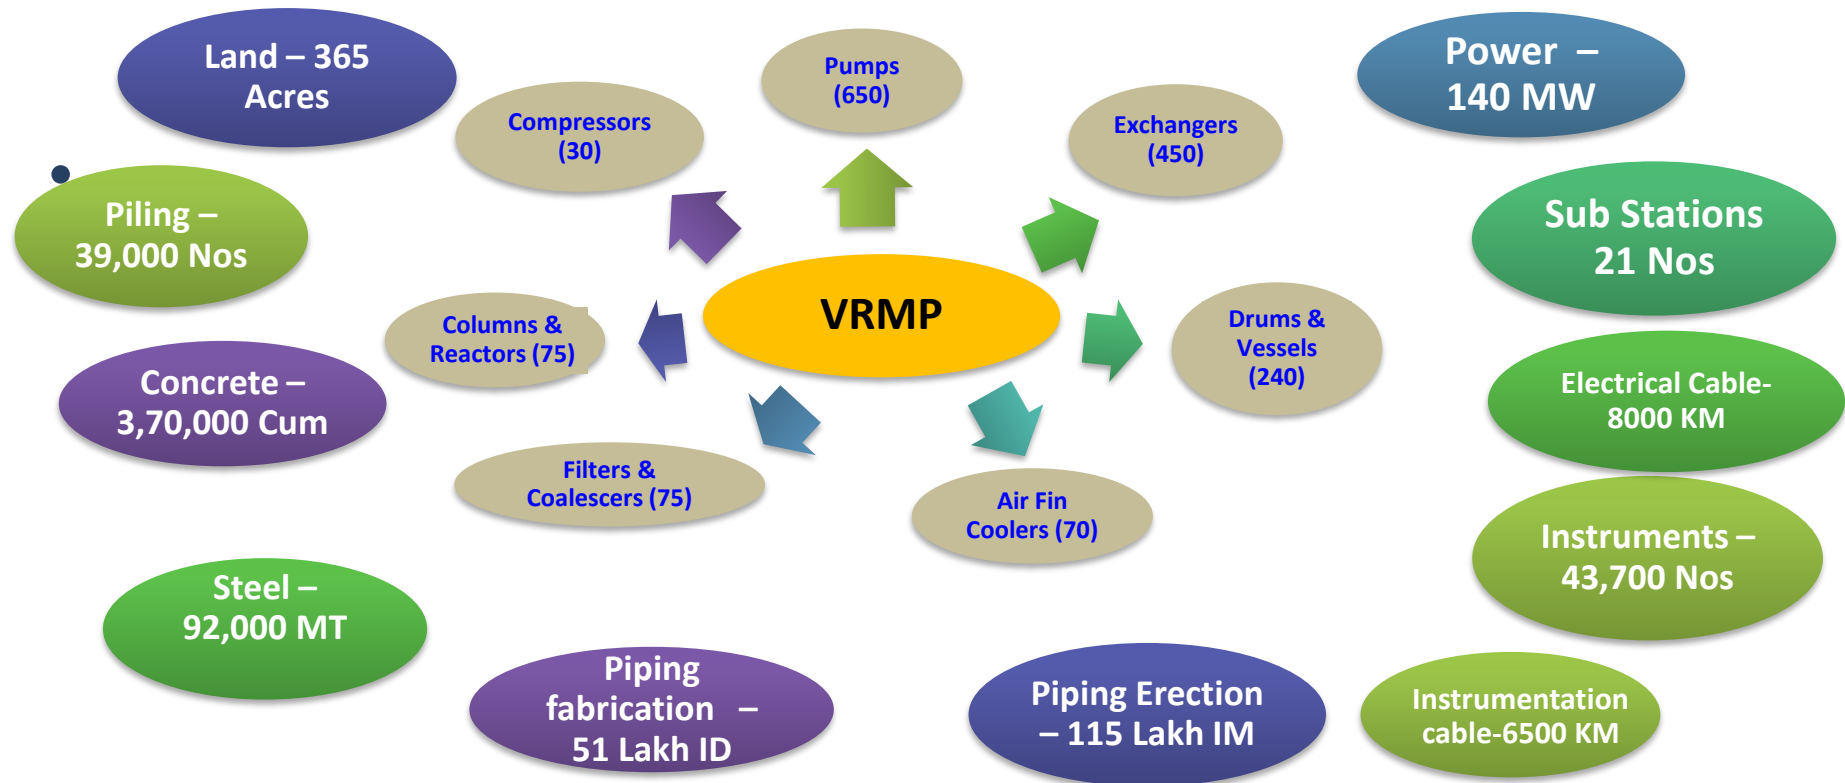 Land – 365
Acres
Pumps
(650)
Power –
140 MW
Compressors
(30)
Exchangers
(450)
Piling –
39,000 Nos
Sub Stations
21 Nos
VRMP
Columns &
Reactors (75)
Drums &
Vessels
(240)
Concrete –
3,70,000 Cum
Electrical Cable-
8000 KM
Filters &
Coalescers (75)
Air Fin
Coolers (70)
Instruments –
43,700 Nos
Steel –
92,000 MT
Piping
fabrication –
51 Lakh ID
Piping Erection
– 115 Lakh IM
Instrumentation
cable-6500 KM